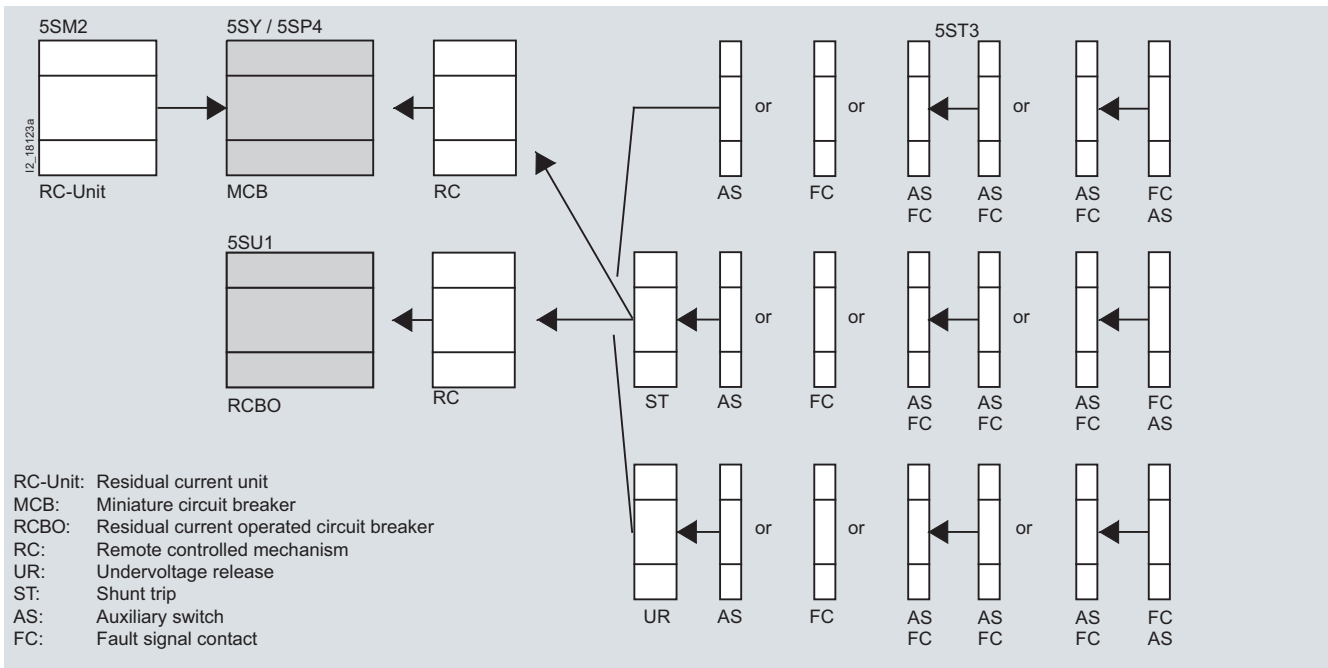 5SM2 5SY / 5SP4 5ST3
I2_18123a
or or or
RC-Unit MCB RC AS FC AS AS AS FC
FC FC FC AS
5SU1
or or or
RCBO RC ST AS FC AS AS AS FC
FC FC FC AS
RC-Unit: Residual current unit
MCB: Miniature circuit breaker
RCBO: Residual current operated circuit breaker
RC: Remote controlled mechanism
UR: Undervoltage release
ST: Shunt trip
AS: Auxiliary switch
FC: Fault signal contact
or or or
UR AS FC AS AS AS FC
FC FC FC AS